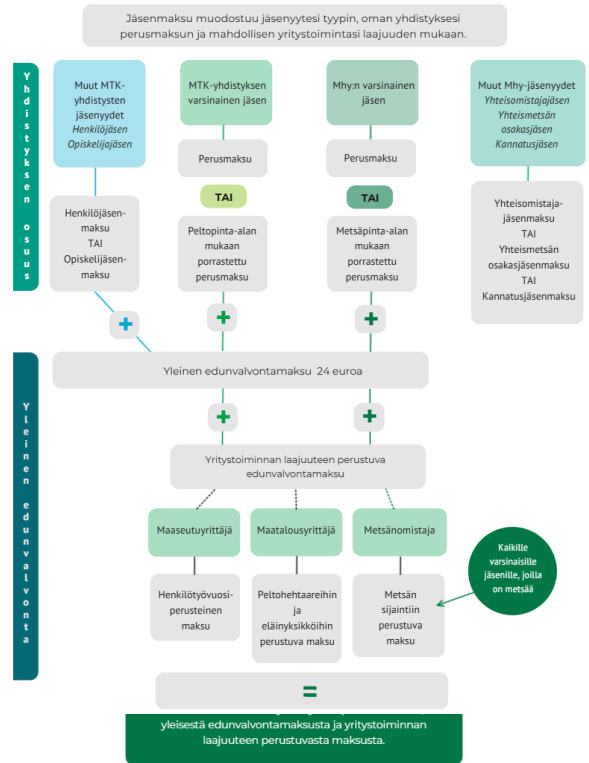 Jäsenmaksu muodostuu jäsenyytesi tyypin, oman yhdistyksesi
perusmaksun ja mahdollisen yritystoimintasi laajuuden mukaan.
Yhdistyksen osuus
Muut MTK-
yhdistysten
jäsenyydet
Henkilöjäsen
Opiskelijajäsen
MTK-yhdistyksen
varsinainen jäsen
Mhy:n varsinainen
jäsen
Muut Mhy-jäsenyydet
Yhteisomistajajäsen
Yhteismetsän
osakasjäsen
Kannatusjäsen
Perusmaksu
Perusmaksu
TAI
TAI
Henkilöjäsen-
maksu
TAI
Opiskelijäsen-
maksu
Peltopinta-alan
mukaan
porrastettu
perusmaksu
Metsäpinta-alan
mukaan
porrastettu
perusmaksu
Yhteisomistaja-
jäsenmaksu
TAI
Yhteismetsän
osakasjäsenmaksu
TAI
Kannatusjäsenmaksu
+
+
+
Yleinen edunvalvonta
Yleinen edunvalvontamaksu 24 euroa
+
+
Yritystoiminnan laajuuteen perustuva
edunvalvontamaksu
Maaseutuyrittäjä
Maatalousyrittäjä
Metsänomistaja
Henkilötyövuosi-
perusteinen
maksu
Peltohehtaareihin
ja
eläinyksikköihin
perustuva maksu
Metsän
sijaintiin
perustuva
maksu
Kaikille
varsinaisille
jäsenille, joilla
on metsää
=
yleisestä edunvalvontamaksusta ja yritystoiminnan
laajuuteen perustuvasta maksusta.